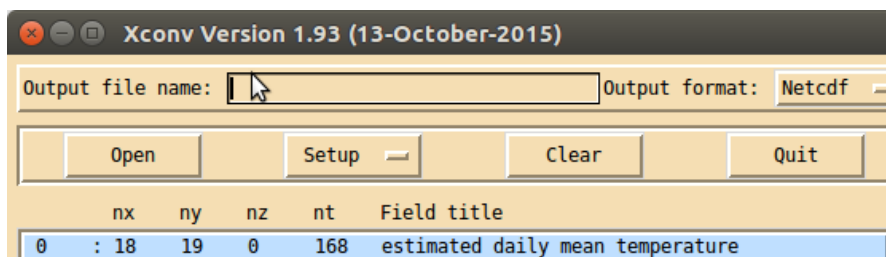 Xconv Version 1.93 (13-October-2015)
Output file name: Output format: Netcdf
Open Setup Clear Quit
nx ny nz nt Field title
0 : 18 19 0 168 estimated daily mean temperature